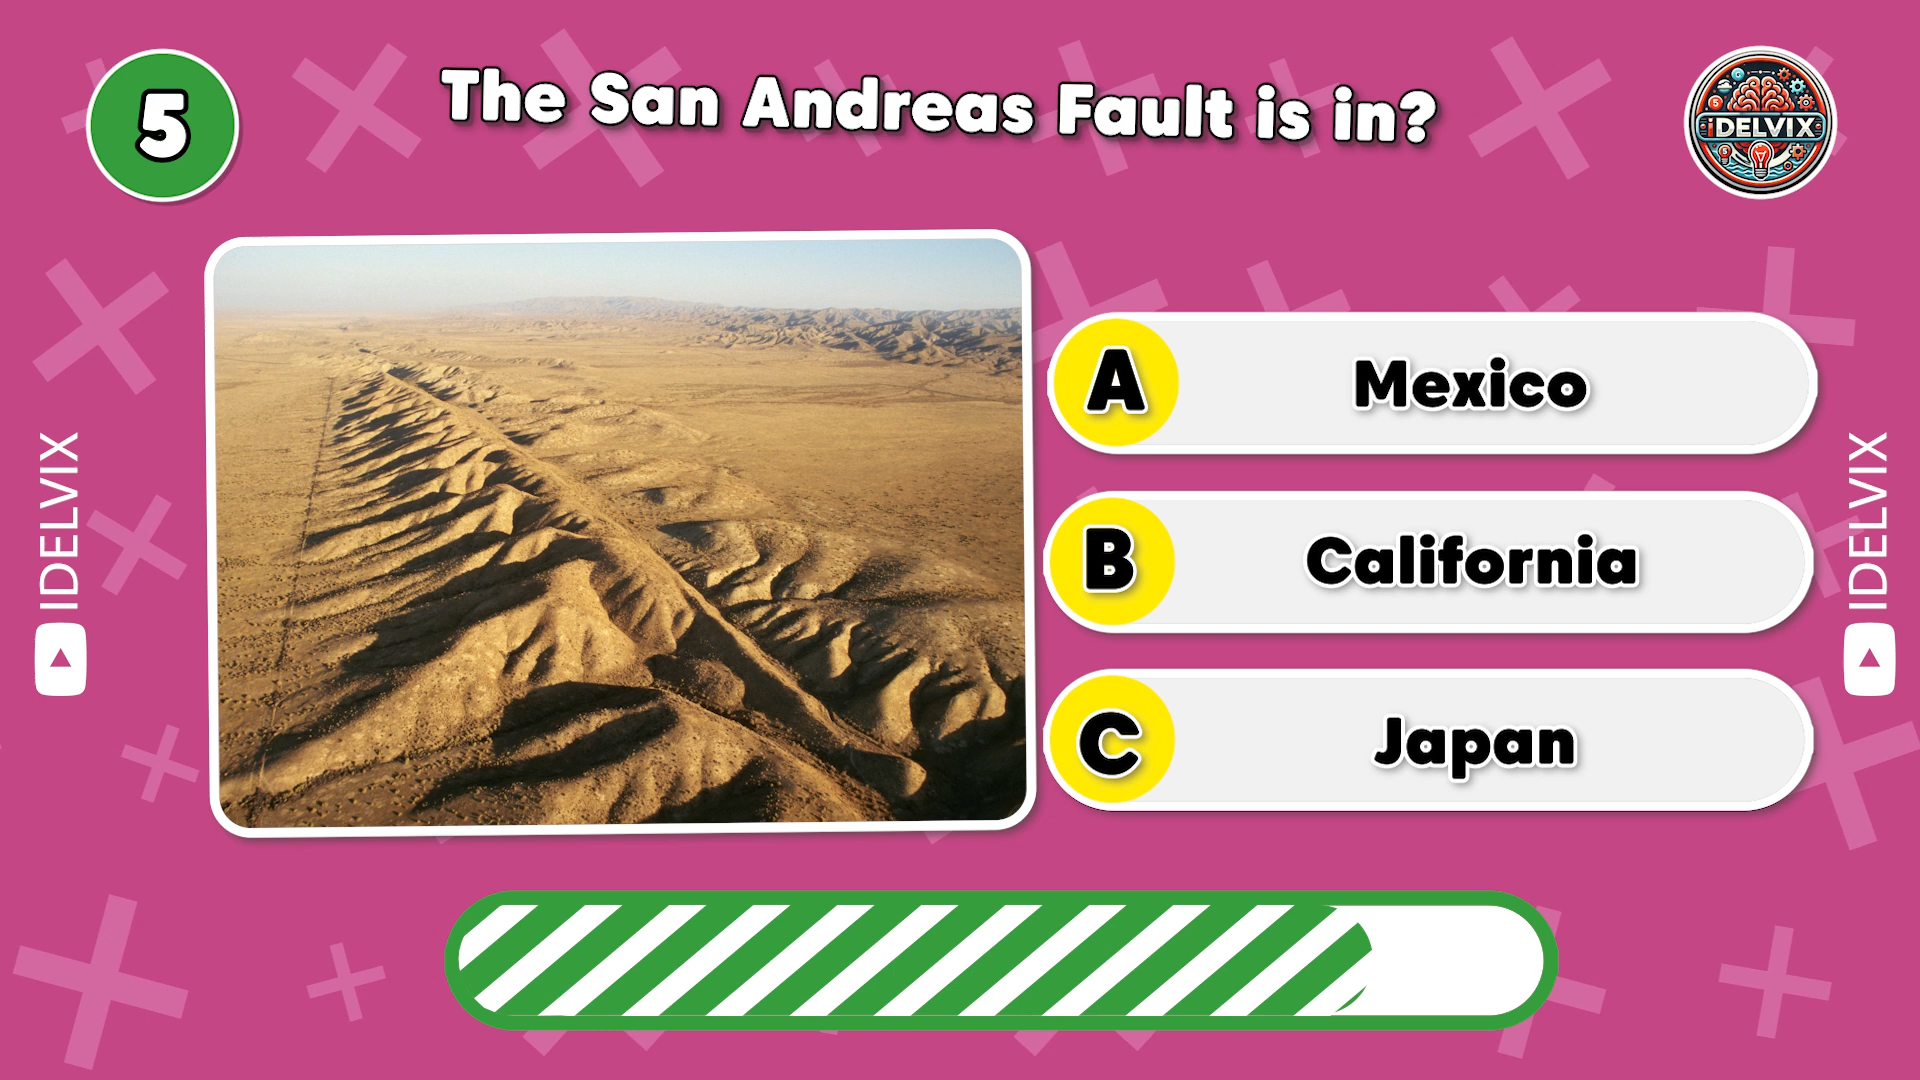 5
The San Andreas Fault is in?
iDELVIX
A
Mexico
B
California
C
Japan
IDELVIX
IDELVIX